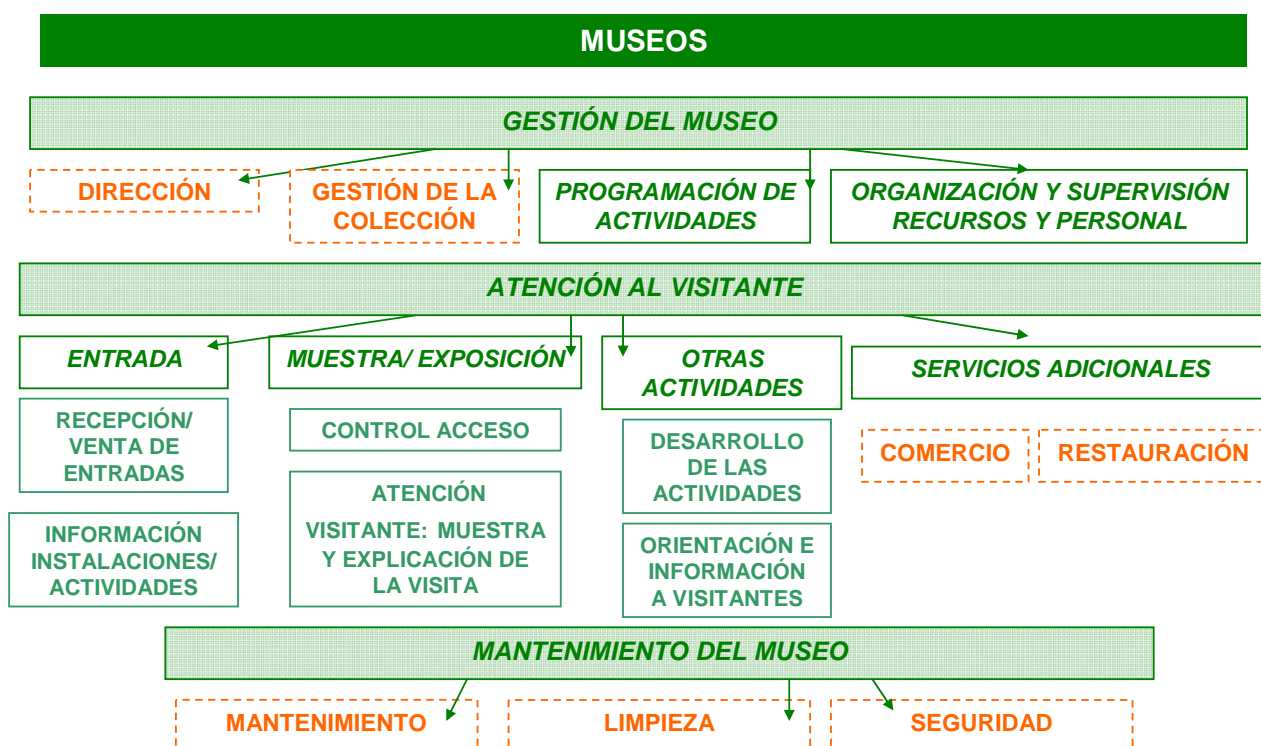 MUSEOS
GESTIÓN DEL MUSEO
DIRECCIÓN
GESTIÓN DE LA
COLECCIÓN
PROGRAMACIÓN DE
ACTIVIDADES
ORGANIZACIÓN Y SUPERVISIÓN
RECURSOS Y PERSONAL
ATENCIÓN AL VISITANTE
ENTRADA
RECEPCIÓN/
VENTA DE
ENTRADAS
INFORMACIÓN
INSTALACIONES/
ACTIVIDADES
MUESTRA/ EXPOSICIÓN
CONTROL ACCESO
ATENCIÓN
VISITANTE: MUESTRA
Y EXPLICACIÓN DE
LA VISITA
OTRAS
ACTIVIDADES
DESARROLLO
DE LAS
ACTIVIDADES
ORIENTACIÓN E
INFORMACIÓN
A VISITANTES
SERVICIOS ADICIONALES
COMERCIO
RESTAURACIÓN
MANTENIMIENTO DEL MUSEO
MANTENIMIENTO
LIMPIEZA
SEGURIDAD